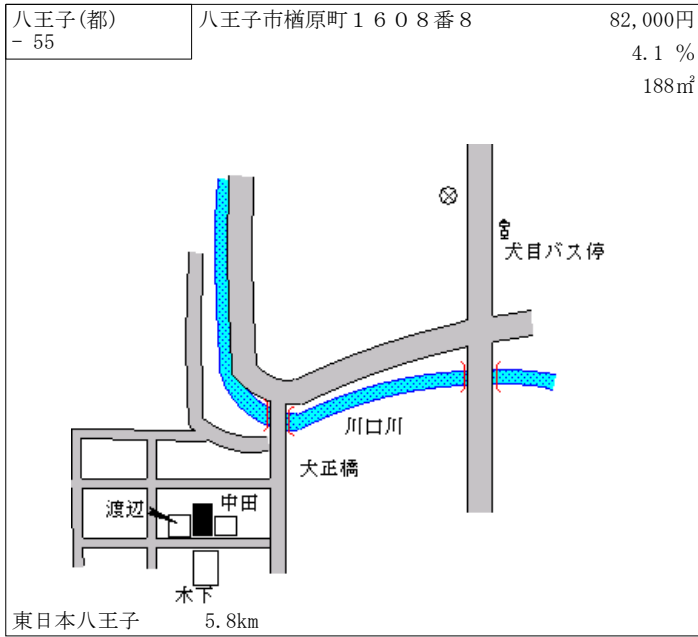 八王子(都)
- 55
八王子市楢原町1608番8
82,000円
4.1 %
188㎡
犬目バス停
川口川
大正橋
渡辺
中田
木下
東日本八王子 5.8km